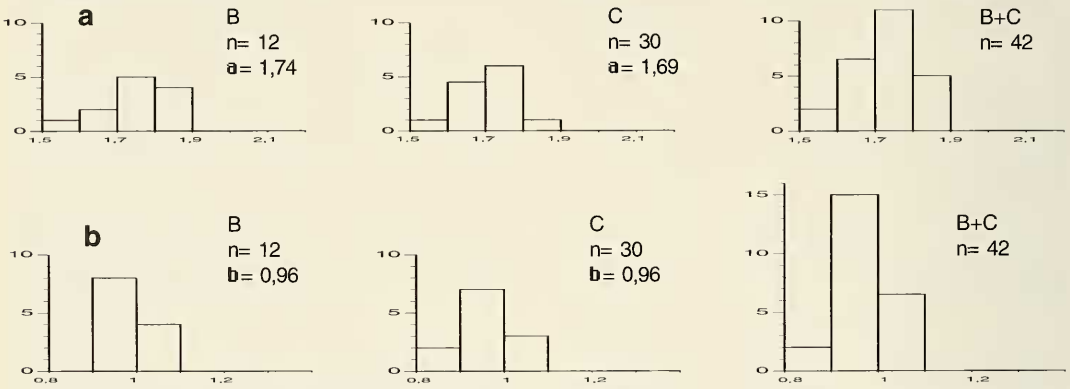 a
B
n= 12
a = 1,74
10
5
0
1,5 1,7 1,9 2,1
C
n= 30
a = 1,69
10
5
0
1,5 1,7 1,9 2,1
B+C
n= 42
10
5
0
1,5 1,7 1,9 2,1
b
B
n= 12
b = 0,96
10
5
0
0,8 1 1,2
C
n= 30
b = 0,96
10
5
0
0,8 1 1,2
B+C
n= 42
15
10
5
0
0,8 1 1,2